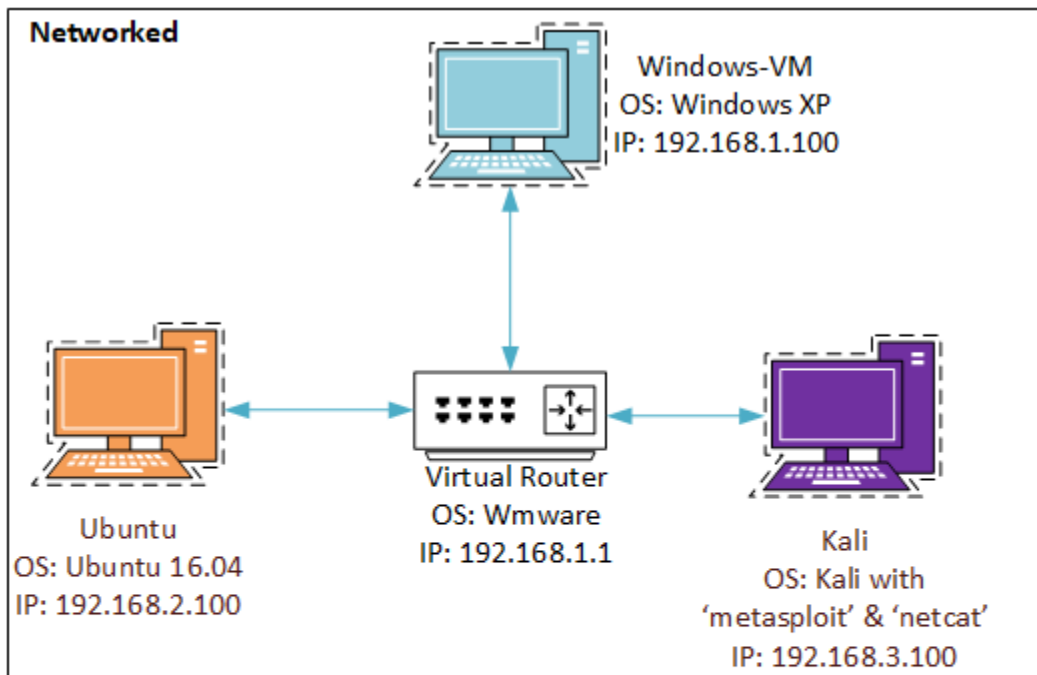 Networked
Windows-VM
OS: Windows XP
IP: 192.168.1.100
Ubuntu
OS: Ubuntu 16.04
IP: 192.168.2.100
Virtual Router
OS: Wmware
IP: 192.168.1.1
Kali
OS: Kali with
‘metasploit’ & ‘netcat’
IP: 192.168.3.100